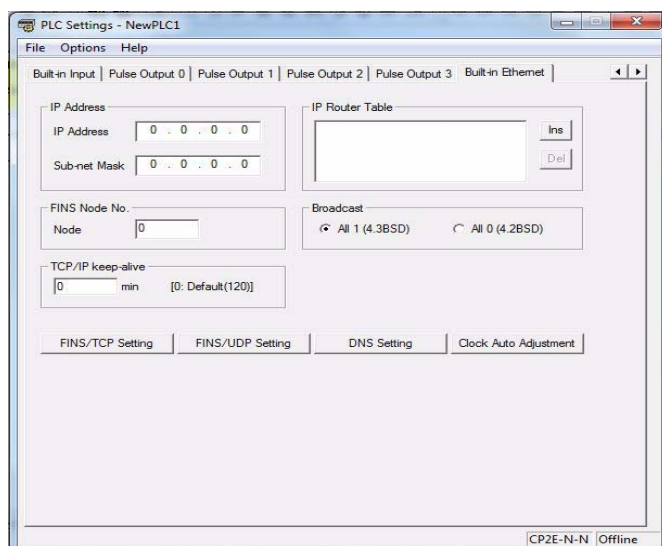 PLC Settings - NewPLC1
File Options Help
Built-in Input Pulse Output 0 Pulse Output 1 Pulse Output 2 Pulse Output 3 Built-in Ethernet
IP Address
IP Address 0 . 0 . 0 . 0
Sub-net Mask 0 . 0 . 0 . 0
IP Router Table
Ins
Del
FINS Node No.
Node 0
Broadcast
All 1 (4.3BSD) All 0 (4.2BSD)
TCP/IP keep-alive
0 min [0: Default(120)]
FINS/TCP Setting FINS/UDP Setting DNS Setting Clock Auto Adjustment
CP2E-N-N Offline